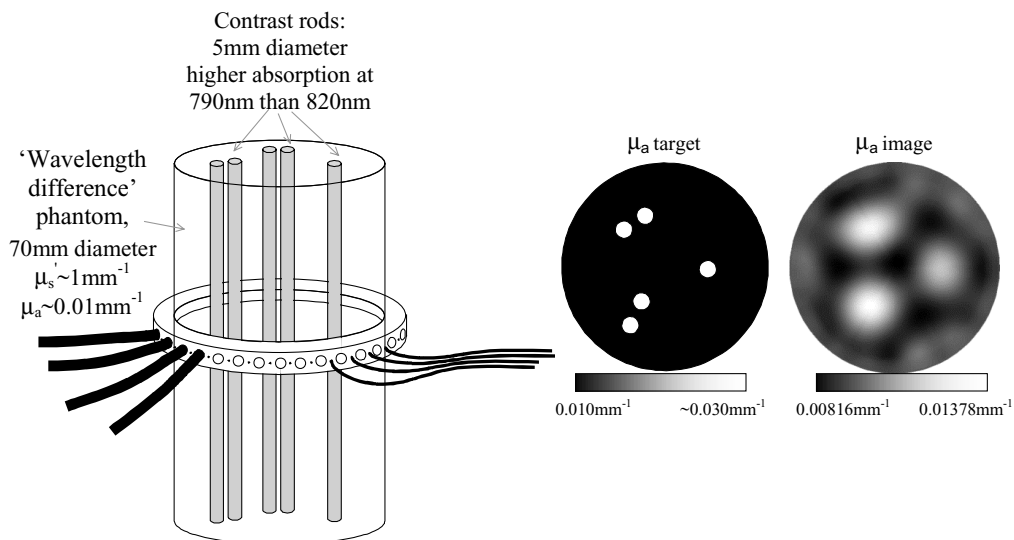 Contrast rods:
5mm diameter
higher absorption at
790nm than 820nm
‘Wavelength
difference’
phantom,
70mm diameter
μs'~1mm-1
μa~0.01mm-1
μa target
0.010mm-1 ~0.030mm-1
μa image
0.00816mm-1 0.01378mm-1